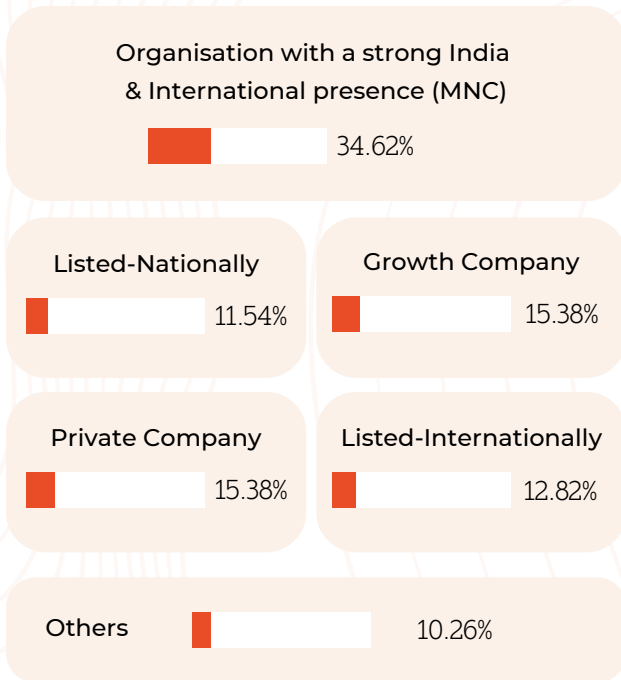 Organisation with a strong India
& International presence (MNC)
34.62%
Listed-Nationally
11.54%
Growth Company
15.38%
Private Company
15.38%
Listed-Internationally
12.82%
Others
10.26%